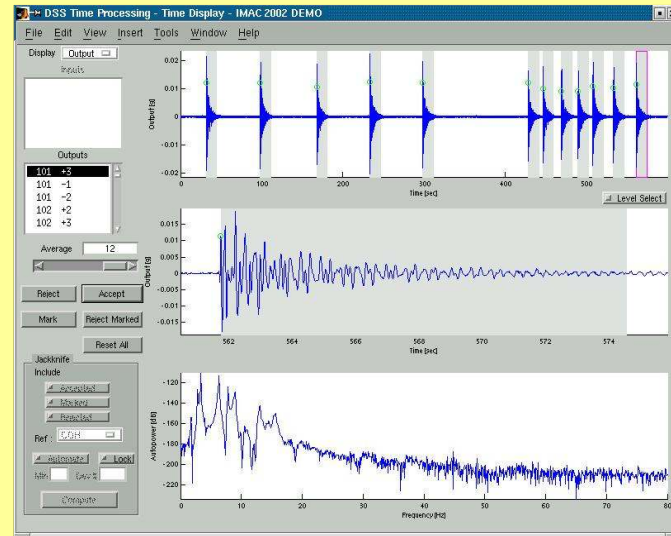 DSS Time Processing - Time Display - IMAC 2002 DEMO
File Edit View Insert Tools Window Help
Display Output
Inputs
Outputs
101 +3
101 -1
101 -2
102 +2
102 +3
Average 12
Reject Accept
Mark Reject Marked
Reset All
Jackknife
Include
Accepted
Marked
Rejected
Ref : COH
Automate Lock
Min Dev%
Compute
Output [g]
0.02
0.01
0
-0.01
-0.02
0 100 200 300 400 500
Time [sec]
Level Select
Output [g]
0.015
0.01
0.005
0
-0.005
-0.01
-0.015
562 564 566 568 570 572 574
Time [sec]
Autopower [dB]
-120
-140
-160
-180
-200
-220
0 10 20 30 40 50 60 70 80
Frequency [Hz]